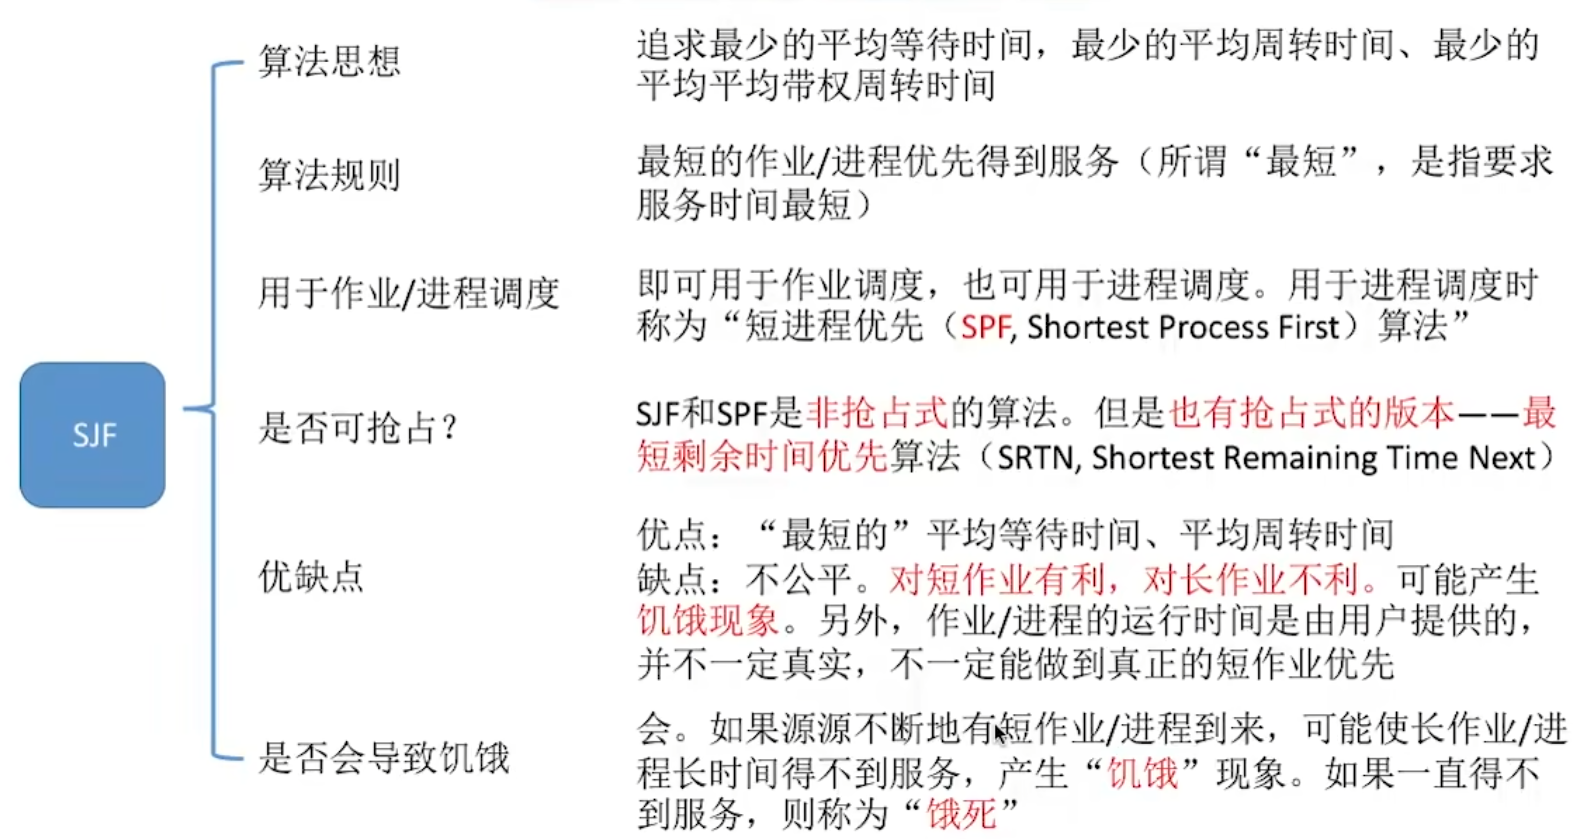 算法思想
追求最少的平均等待时间，最少的平均周转时间、最少的
平均平均带权周转时间
算法规则
最短的作业/进程优先得到服务（所谓“最短”，是指要求
服务时间最短）
用于作业/进程调度
即可用于作业调度，也可用于进程调度。用于进程调度时
称为“短进程优先（SPF, Shortest Process First）算法”
SJF
是否可抢占？
SJF和SPF是非抢占式的算法。但是也有抢占式的版本——最
短剩余时间优先算法（SRTN, Shortest Remaining Time Next）
优缺点
优点：“最短的”平均等待时间、平均周转时间
缺点：不公平。对短作业有利，对长作业不利。可能产生
饥饿现象。另外，作业/进程的运行时间是由用户提供的，
并不一定真实，不一定能做到真正的短作业优先
是否会导致饥饿
会。如果源源不断地有短作业/进程到来，可能使长作业/进
程长时间得不到服务，产生“饥饿”现象。如果一直得不
到服务，则称为“饿死”